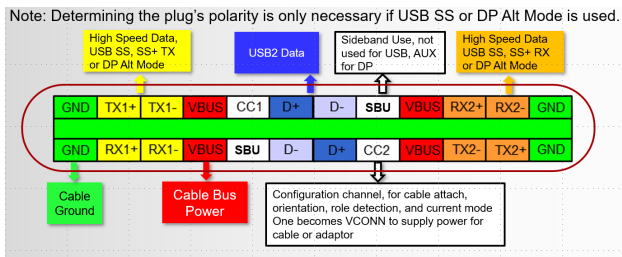 Note: Determining the plug's polarity is only necessary if USB SS or DP Alt Mode is used.
High Speed Data,
USB SS, SS+ TX
or DP Alt Mode
USB2 Data
Sideband Use, not
used for USB, AUX
for DP
High Speed Data
USB SS, SS+ RX
or DP Alt Mode
GND TX1+ TX1- VBUS CC1 D+ D- SBU VBUS RX2+ RX2- GND
GND RX1+ RX1- VBUS SBU D- D+ CC2 VBUS TX2- TX2+ GND
Cable
Ground
Cable Bus
Power
Configuration channel, for cable attach,
orientation, role detection, and current mode
One becomes VCONN to supply power for
cable or adaptor